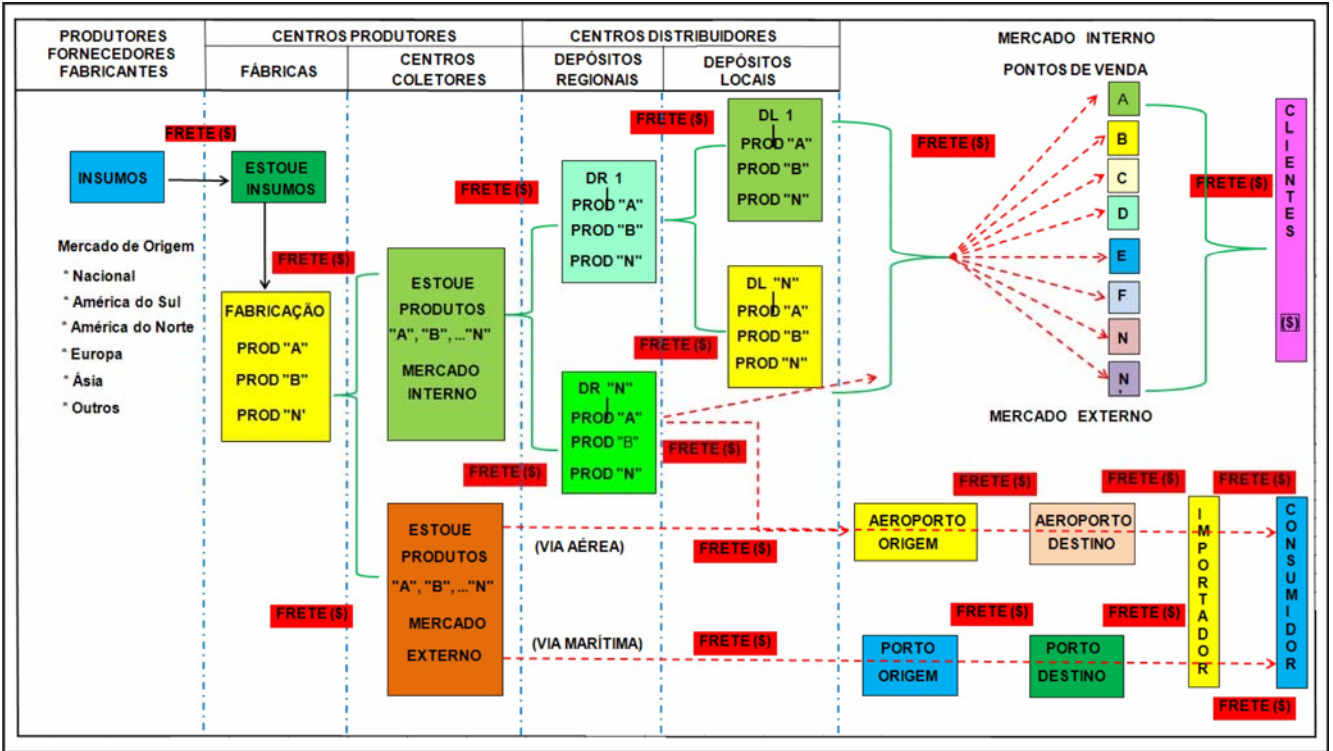 PRODUTORES
FORNECEDORES
FABRICANTES
CENTROS PRODUTORES
FÁBRICAS
CENTROS
COLETORES
CENTROS DISTRIBUIDORES
DEPÓSITOS
REGIONAIS
DEPÓSITOS
LOCAIS
MERCADO INTERNO
PONTOS DE VENDA
FRETE ($)
INSUMOS
ESTOUE
INSUMOS
Mercado de Origem
* Nacional
* América do Sul
* América do Norte
* Europa
* Ásia
* Outros
FRETE ($)
FABRICAÇÃO
PROD "A"
PROD "B"
PROD "N'
FRETE ($)
ESTOUE
PRODUTOS
"A", "B", ..."N"
MERCADO
INTERNO
ESTOUE
PRODUTOS
"A", "B", ..."N"
MERCADO
EXTERNO
FRETE ($)
DR 1
PROD "A"
PROD "B"
PROD "N"
FRETE ($)
DR "N"
PROD "A"
PROD "B"
PROD "N"
FRETE ($)
DL 1
PROD "A"
PROD "B"
PROD "N"
FRETE ($)
DL "N"
PROD "A"
PROD "B"
PROD "N"
FRETE ($)
FRETE ($)
A
B
C
D
E
F
N
N
FRETE ($)
CLIENTES
($)
MERCADO EXTERNO
(VIA AÉREA)
FRETE ($)
AEROPORTO
ORIGEM
FRETE ($)
AEROPORTO
DESTINO
FRETE ($)
FRETE ($)
(VIA MARÍTIMA)
FRETE ($)
PORTO
ORIGEM
FRETE ($)
PORTO
DESTINO
FRETE ($)
IMPORTADOR
CONSUMIDOR
FRETE ($)